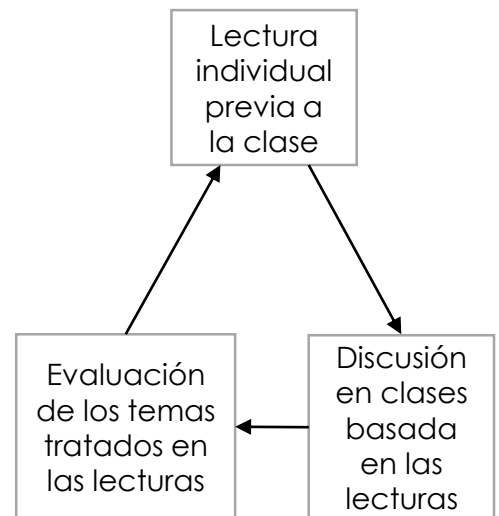 Lectura
individual
previa a
la clase
Evaluación
de los temas
tratados en
las lecturas
Discusión
en clases
basada
en las
lecturas